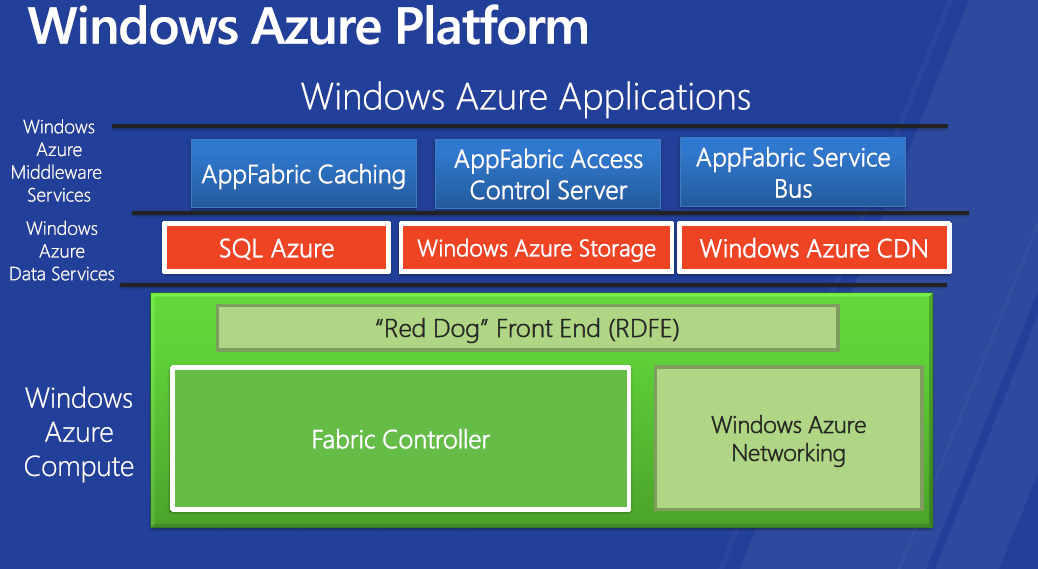 Windows Azure Platform
Windows Azure Applications
Windows
Azure
Middleware
Services
AppFabric Caching
AppFabric Access
Control Server
AppFabric Service
Bus
Windows
Azure
Data Services
SQL Azure
Windows Azure Storage
Windows Azure CDN
“Red Dog” Front End (RDFE)
Windows
Azure
Compute
Fabric Controller
Windows Azure
Networking